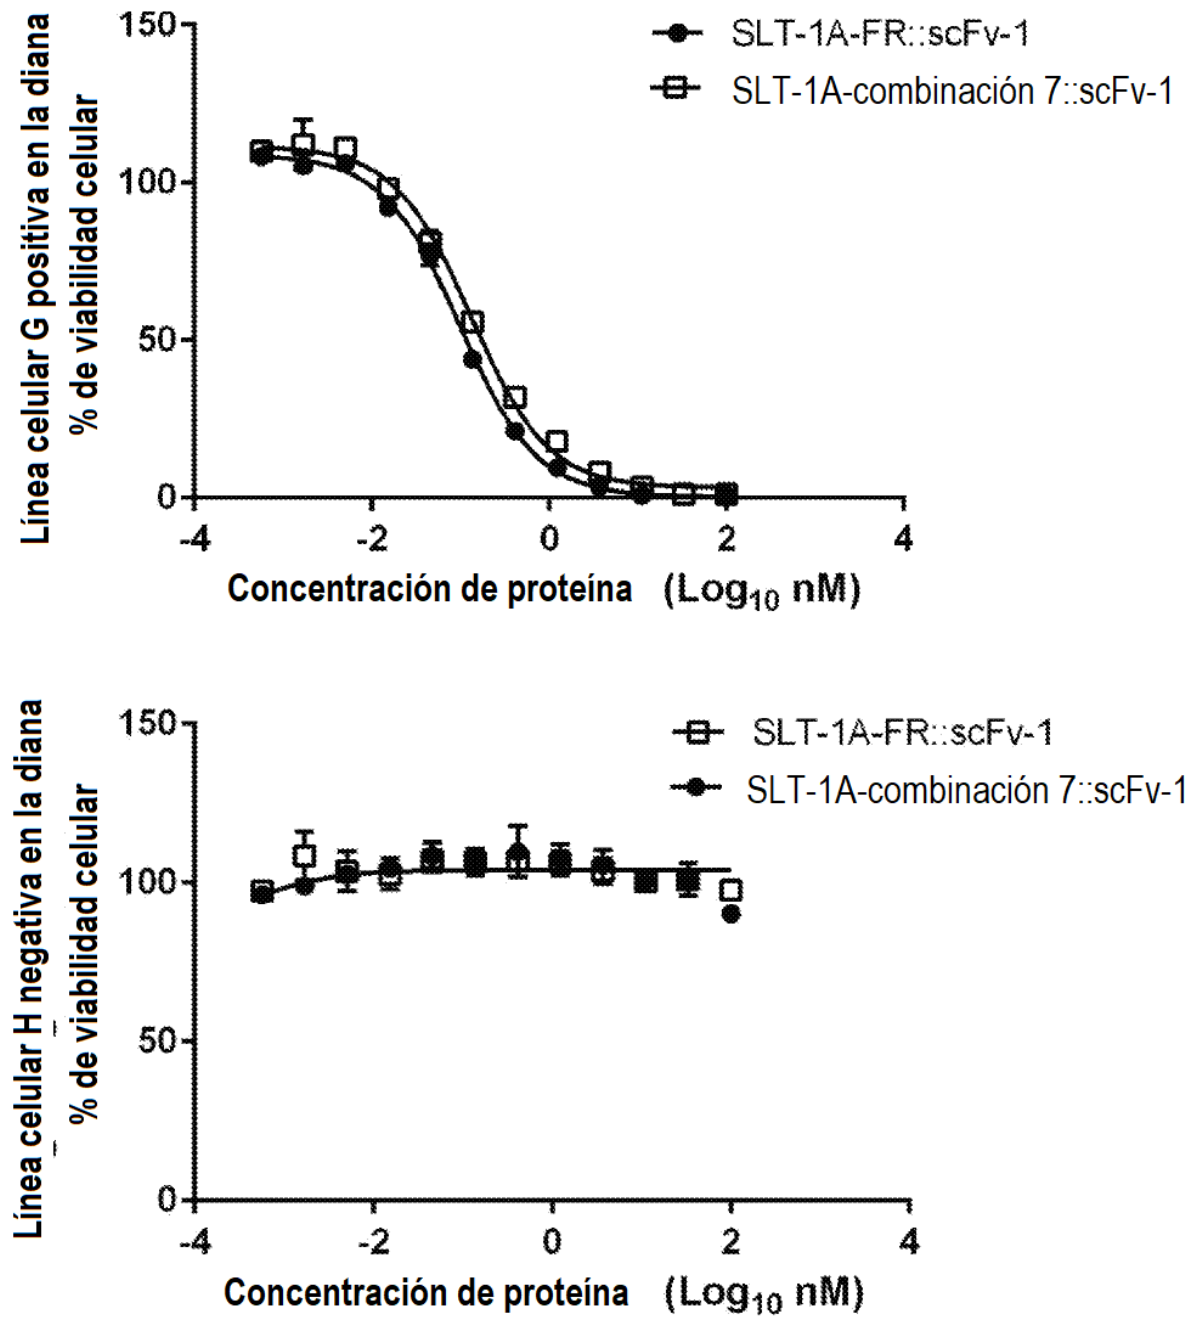 SLT-1A-FR::scFv-1
SLT-1A-combinación 7::scFv-1
Línea celular G positiva en la diana
% de viabilidad celular
150
100
50
0
-4 -2 0 2 4
Concentración de proteína (Log₁₀ nM)
SLT-1A-FR::scFv-1
SLT-1A-combinación 7::scFv-1
Línea celular H negativa en la diana
% de viabilidad celular
150
100
50
0
-4 -2 0 2 4
Concentración de proteína (Log₁₀ nM)